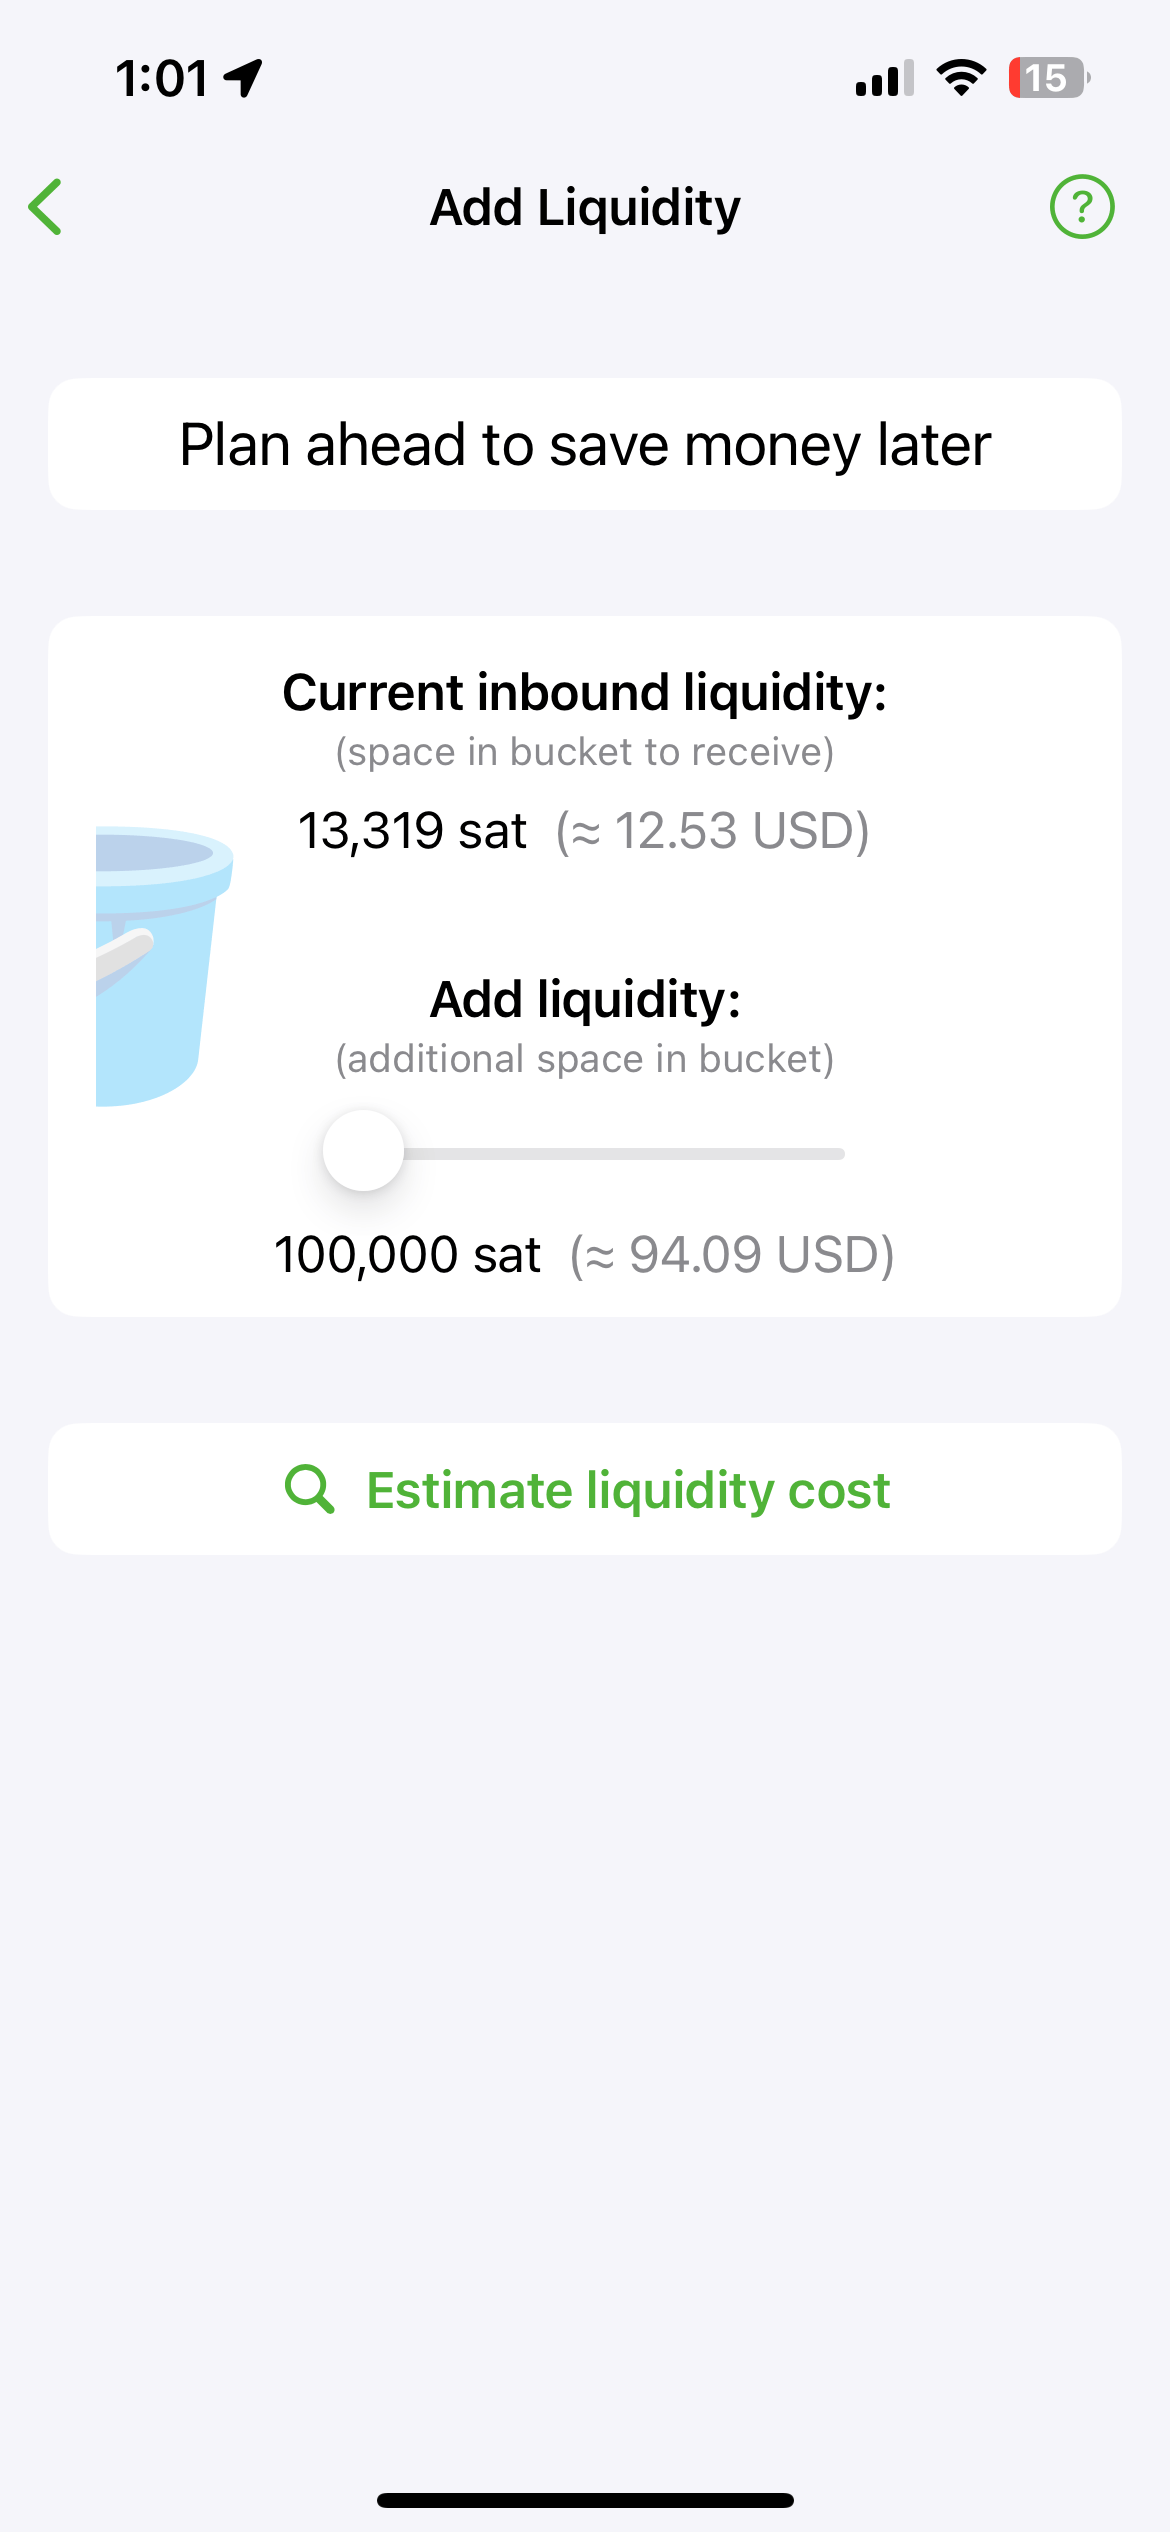 1:01
15
Add Liquidity
?
Plan ahead to save money later
Current inbound liquidity:
(space in bucket to receive)
13,319 sat (≈ 12.53 USD)
Add liquidity:
(additional space in bucket)
100,000 sat (≈ 94.09 USD)
Estimate liquidity cost